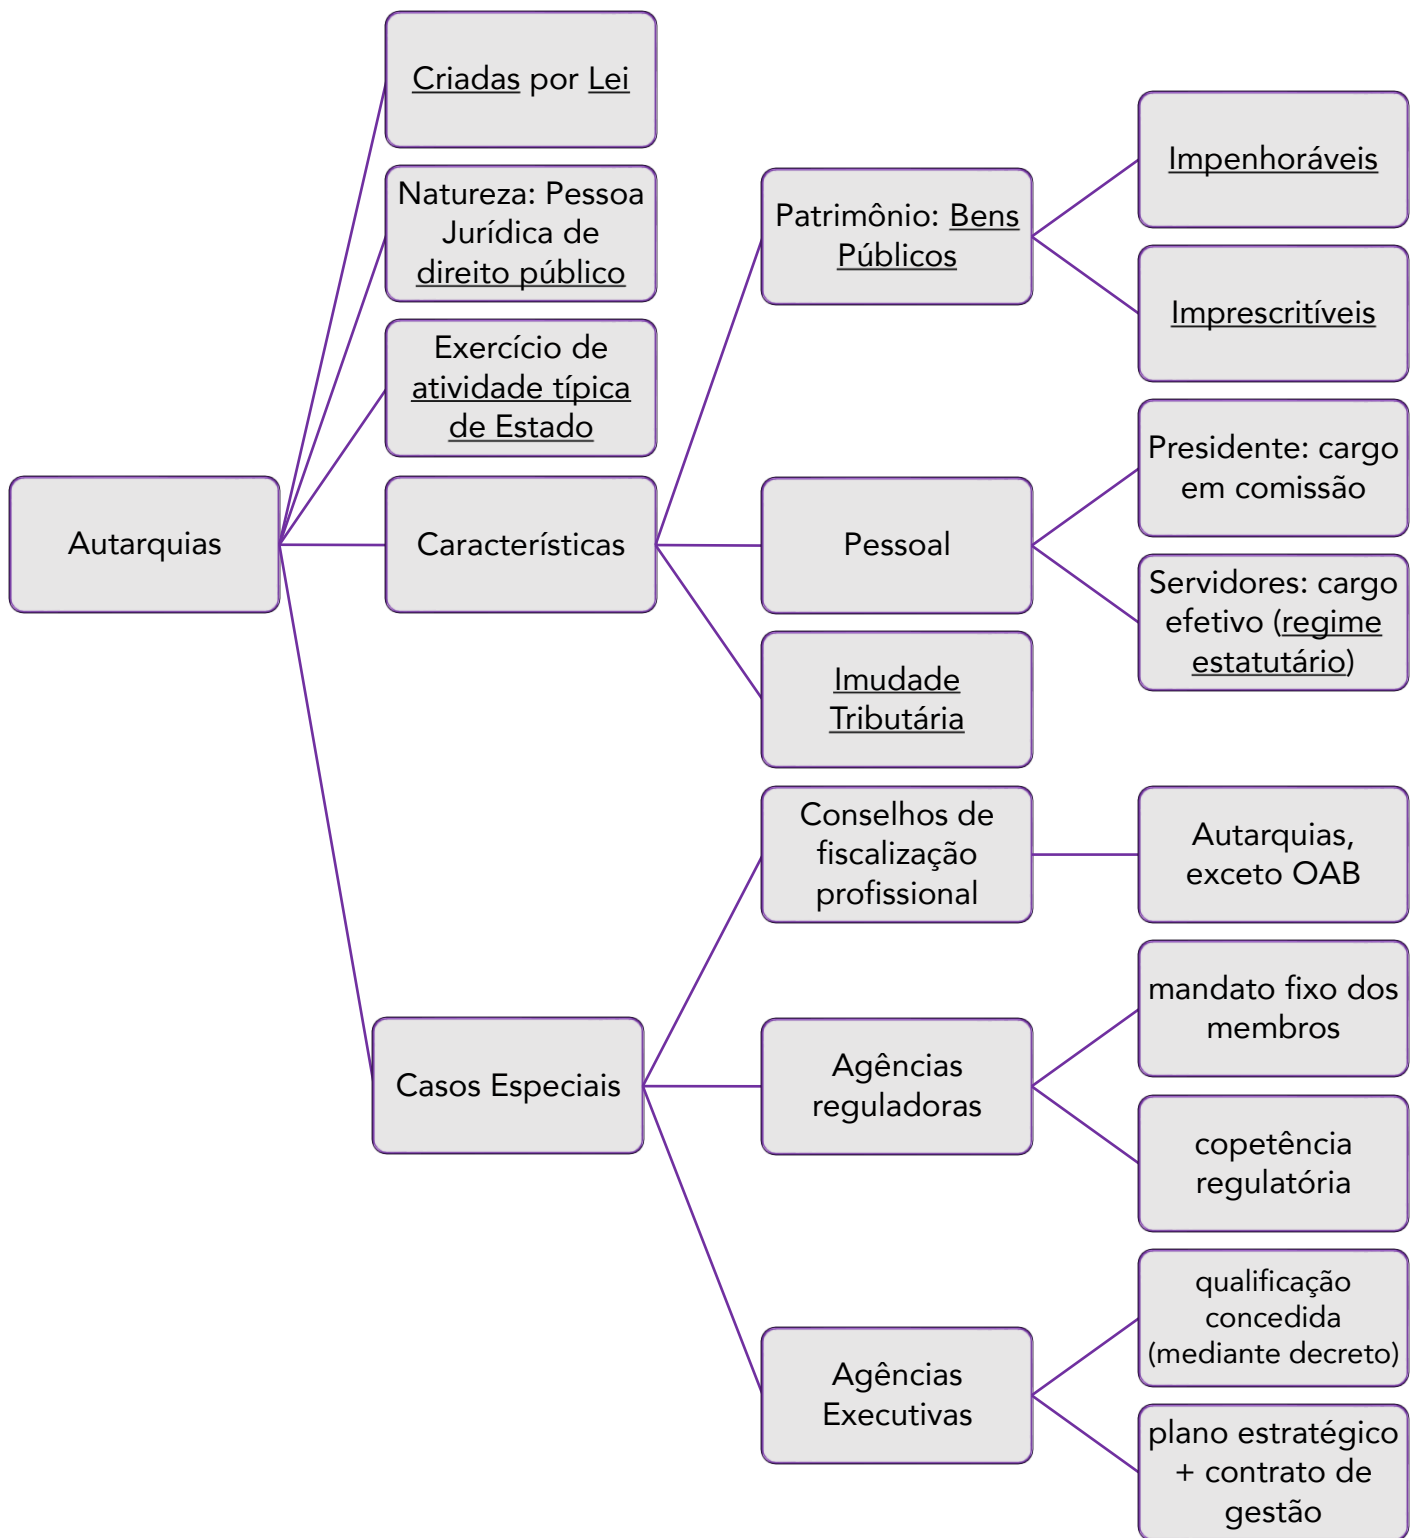 Autarquias
Criadas por Lei
Natureza: Pessoa
Jurídica de
direito público
Exercício de
atividade típica
de Estado
Características
Patrimônio: Bens
Públicos
Impenhoráveis
Imprescritíveis
Pessoal
Presidente: cargo
em comissão
Servidores: cargo
efetivo (regime
estatutário)
Imudade
Tributária
Casos Especiais
Conselhos de
fiscalização
profissional
Autarquias,
exceto OAB
Agências
reguladoras
mandato fixo dos
membros
copetência
regulatória
Agências
Executivas
qualificação
concedida
(mediante decreto)
plano estratégico
+ contrato de
gestão